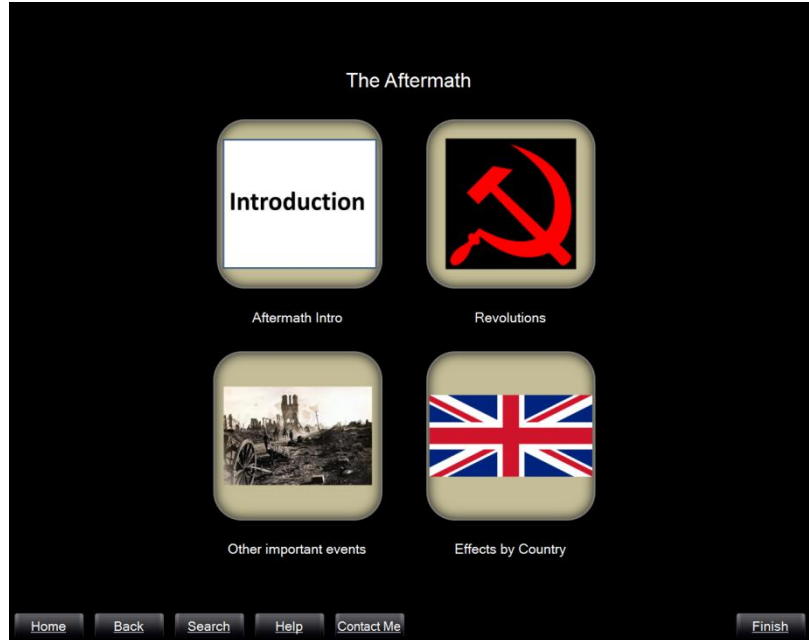 The Aftermath
Introduction
Aftermath Intro
Revolutions
Other important events
Effects by Country
Home
Back
Search
Help
Contact Me
Finish